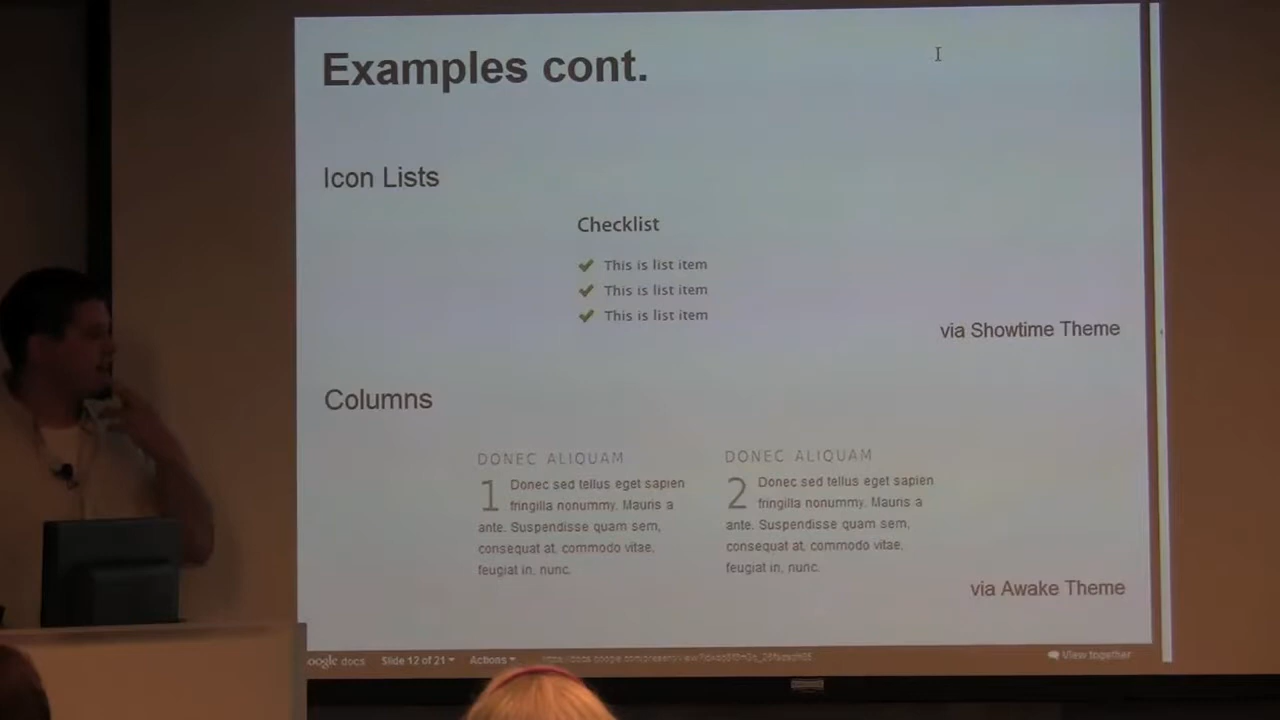 Examples cont.
Icon Lists
Checklist
This is list item
This is list item
This is list item
via Showtime Theme
Columns
DONEC ALIQUAM
1 Donec sed tellus eget sapien
fringilla nonummy. Mauris a
ante. Suspendisse quam sem,
consequat at, commodo vitae,
feugiat in, nunc.
DONEC ALIQUAM
2 Donec sed tellus eget sapien
fringilla nonummy. Mauris a
ante. Suspendisse quam sem,
consequat at, commodo vitae,
feugiat in, nunc.
via Awake Theme
oogle docs Slide 12 of 21 Actions View together